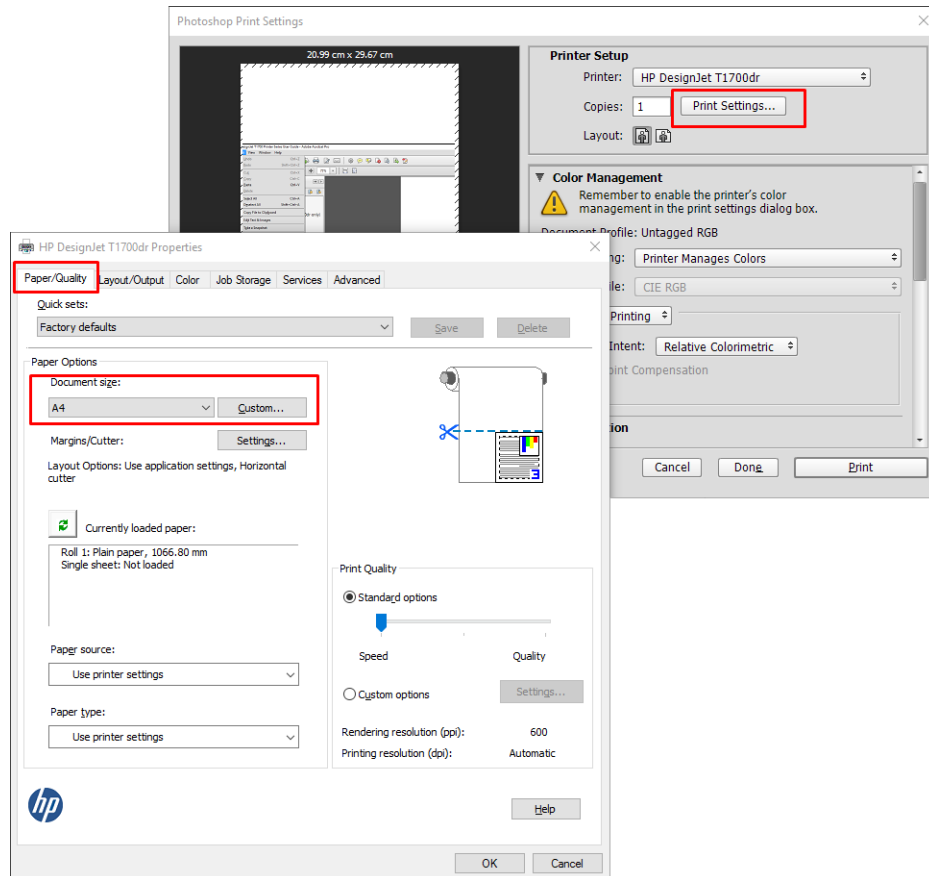 Photoshop Print Settings
20.99 cm x 29.67 cm
Printer Setup
Printer: HP DesignJet T1700dr
Copies: 1 Print Settings...
Layout:
Color Management
Remember to enable the printer's color
management in the print settings dialog box.
Document Profile: Untagged RGB
ng: Printer Manages Colors
ile: CIE RGB
Printing
Intent: Relative Colorimetric
oint Compensation
ion
Cancel Done Print
HP DesignJet T1700dr Properties
Paper/Quality Layout/Output Color Job Storage Services Advanced
Quick sets:
Factory defaults Save Delete
Paper Options
Document size:
A4 Custom...
Margins/Cutter: Settings...
Layout Options: Use application settings, Horizontal
cutter
Currently loaded paper:
Roll 1: Plain paper, 1066.80 mm
Single sheet: Not loaded
Paper source:
Use printer settings
Paper type:
Use printer settings
3
Print Quality
Standard options
Speed Quality
Custom options Settings...
Rendering resolution (ppi): 600
Printing resolution (dpi): Automatic
hp
Help
OK Cancel